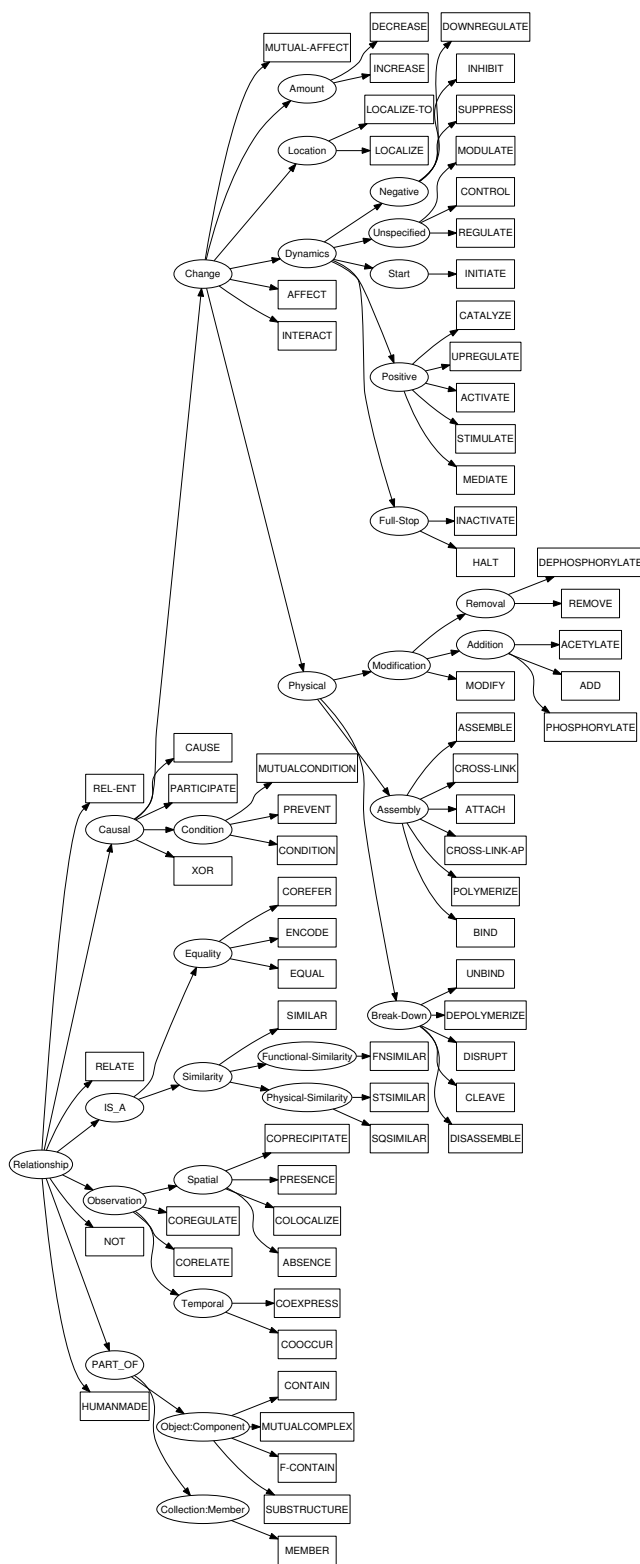 DECREASE
DOWNREGULATE
MUTUAL-AFFECT
INCREASE
INHIBIT
Amount
LOCALIZE-TO
SUPPRESS
Location
LOCALIZE
MODULATE
Negative
CONTROL
Unspecified
REGULATE
Dynamics
Change
Start
INITIATE
AFFECT
CATALYZE
INTERACT
UPREGULATE
Positive
ACTIVATE
STIMULATE
MEDIATE
Full-Stop
INACTIVATE
HALT
DEPHOSPHORYLATE
Removal
REMOVE
Addition
ACETYLATE
Modification
Physical
MODIFY
ADD
PHOSPHORYLATE
ASSEMBLE
CAUSE
MUTUALCONDITION
CROSS-LINK
REL-ENT
PARTICIPATE
PREVENT
Assembly
ATTACH
Causal
Condition
CONDITION
CROSS-LINK-AP
XOR
POLYMERIZE
COREFER
BIND
ENCODE
Equality
EQUAL
UNBIND
SIMILAR
Break-Down
DEPOLYMERIZE
Functional-Similarity
FNSIMILAR
DISRUPT
RELATE
Similarity
IS_A
Physical-Similarity
STSIMILAR
CLEAVE
COPRECIPITATE
SQSIMILAR
DISASSEMBLE
Relationship
Spatial
PRESENCE
Observation
COREGULATE
COLOCALIZE
NOT
CORELATE
ABSENCE
Temporal
COEXPRESS
COOCCUR
PART_OF
CONTAIN
HUMANMADE
Object:Component
MUTUALCOMPLEX
F-CONTAIN
SUBSTRUCTURE
Collection:Member
MEMBER